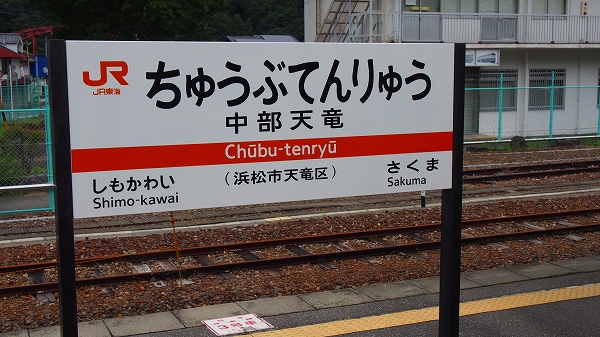 JR
JR東海
ちゅうぶてんりゅう
中部天竜
Chūbu-tenryū
しもかわい
Shimo-kawai
（浜松市天竜区）
さくま
Sakuma